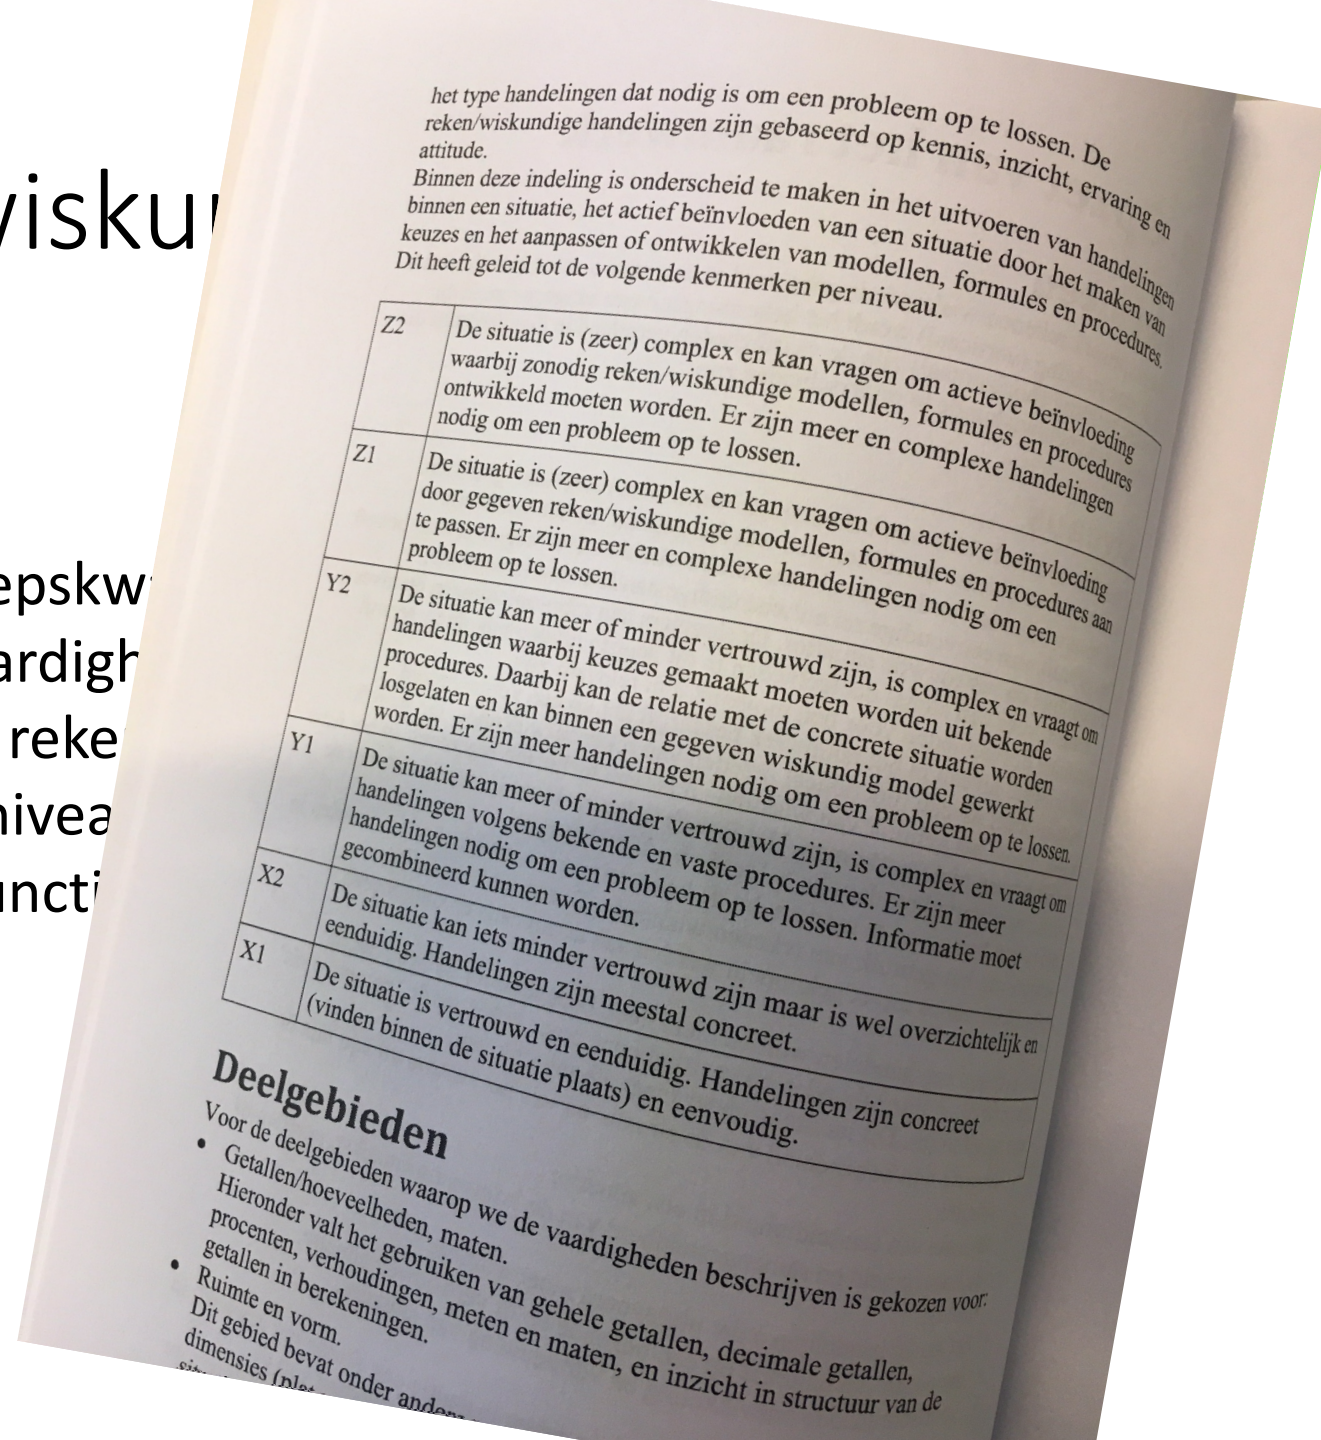 viskun
epskw
aardigh
reke
nivea
uncti
het type handelingen dat nodig is om een probleem op te lossen. De
reken/wiskundige handelingen zijn gebaseerd op kennis, inzicht, ervaring en
attitude.
Binnen deze indeling is onderscheid te maken in het uitvoeren van handelingen
binnen een situatie, het actief beïnvloeden van een situatie door het maken van
keuzes en het aanpassen of ontwikkelen van modellen, formules en procedures.
Dit heeft geleid tot de volgende kenmerken per niveau.
Z2
De situatie is (zeer) complex en kan vragen om actieve beïnvloeding
waarbij zonodig reken/wiskundige modellen, formules en procedures
ontwikkeld moeten worden. Er zijn meer en complexe handelingen
nodig om een probleem op te lossen.
Z1
De situatie is (zeer) complex en kan vragen om actieve beïnvloeding
door gegeven reken/wiskundige modellen, formules en procedures aan
te passen. Er zijn meer en complexe handelingen nodig om een
probleem op te lossen.
Y2
De situatie kan meer of minder vertrouwd zijn, is complex en vraagt om
handelingen waarbij keuzes gemaakt moeten worden uit bekende
procedures. Daarbij kan de relatie met de concrete situatie worden
losgelaten en kan binnen een gegeven wiskundig model gewerkt
worden. Er zijn meer handelingen nodig om een probleem op te lossen.
Y1
De situatie kan meer of minder vertrouwd zijn, is complex en vraagt om
handelingen volgens bekende en vaste procedures. Er zijn meer
handelingen nodig om een probleem op te lossen. Informatie moet
gecombineerd kunnen worden.
X2
De situatie kan iets minder vertrouwd zijn maar is wel overzichtelijk en
eenduidig. Handelingen zijn meestal concreet.
X1
De situatie is vertrouwd en eenduidig. Handelingen zijn concreet
(vinden binnen de situatie plaats) en eenvoudig.
Deelgebieden
Voor de deelgebieden waarop we de vaardigheden beschrijven is gekozen voor:
• Getallen/hoeveelheden, maten.
Hieronder valt het gebruiken van gehele getallen, decimale getallen,
procenten, verhoudingen, meten en maten, en inzicht in structuur van de
getallen in berekeningen.
• Ruimte en vorm.
Dit gebied bevat onder andere
dimensies (plat